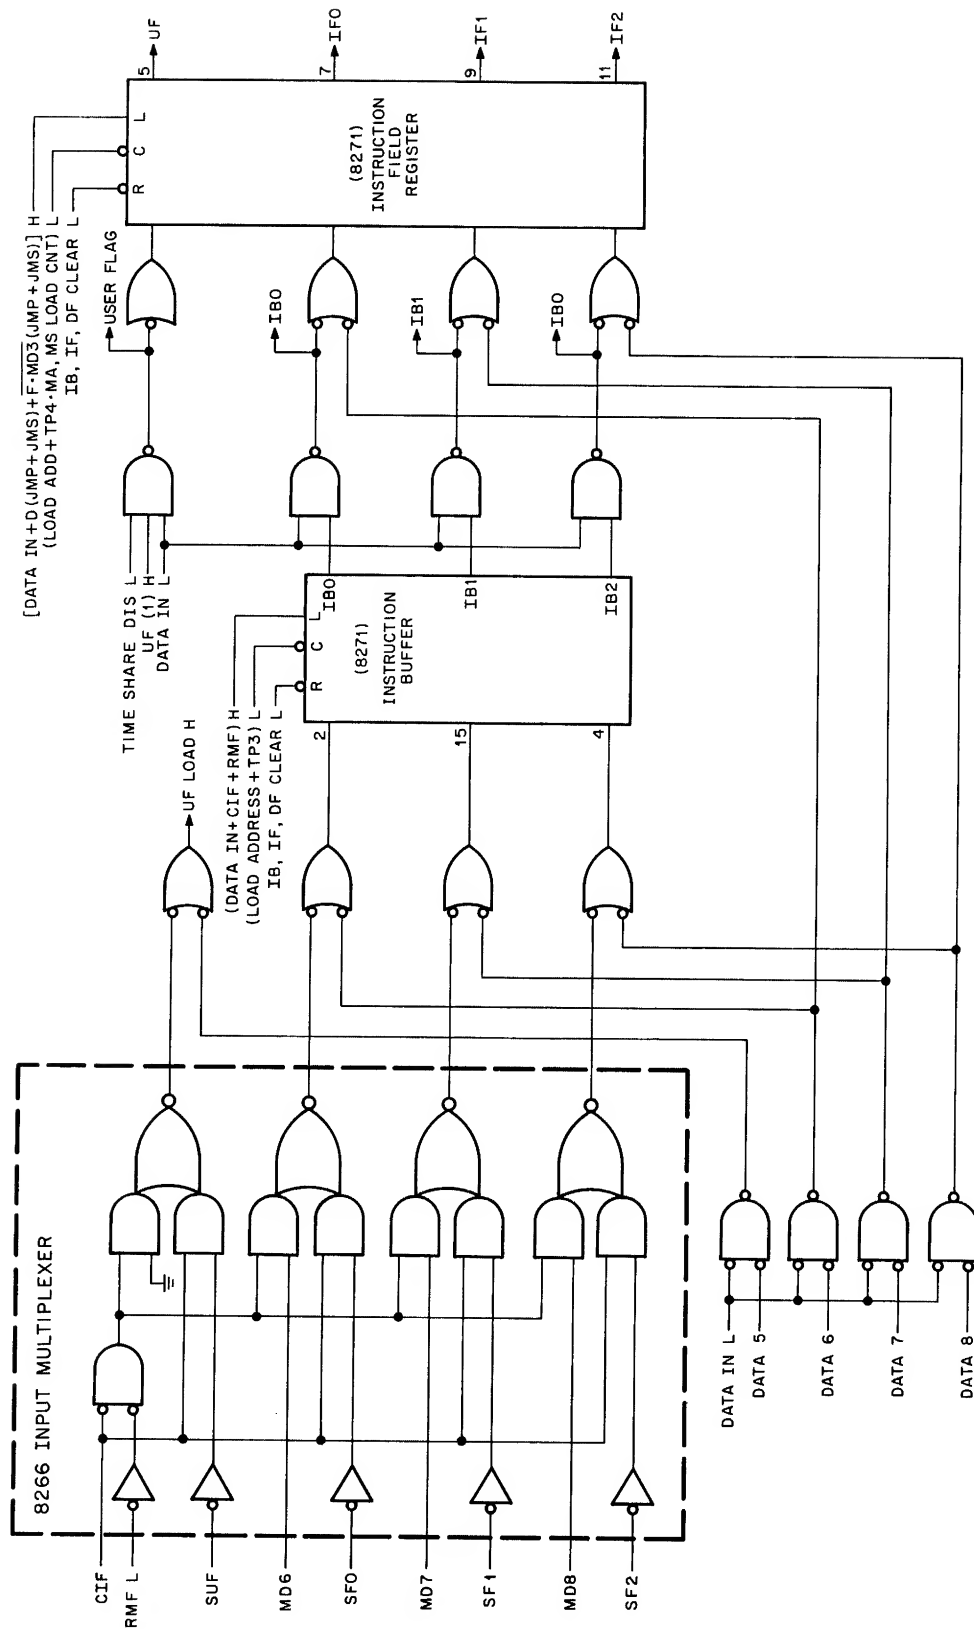 8266 INPUT MULTIPLEXER
CIF
RMF L
SUF
MD6
SF0
MD7
SF1
MD8
SF2
DATA IN L
DATA 5
DATA 6
DATA 7
DATA 8
UF LOAD H
(DATA IN+CIF+RMF) H
(LOAD ADDRESS+TP3) L
IB, IF, DF CLEAR L
R
C
L
2
15
4
(8271)
INSTRUCTION
BUFFER
IB0
IB1
IB2
TIME SHARE DIS L
UF (1) H
DATA IN L
USER FLAG
IB0
IB1
IB0
[DATA IN+D(JMP+JMS)+F•MD3(JMP+JMS)] H
(LOAD ADD+TP4•MA, MS LOAD CNT) L
IB, IF, DF CLEAR L
R
C
L
(8271)
INSTRUCTION
FIELD
REGISTER
5
7
9
11
UF
IF0
IF1
IF2